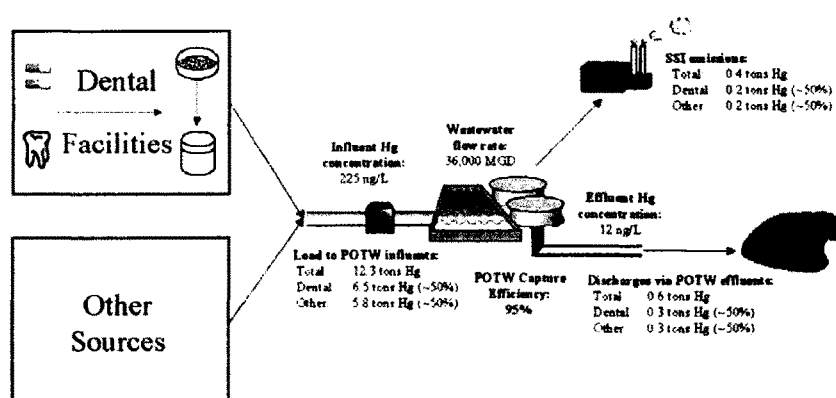 Dental
Facilities
Other
Sources
Influent Hg
concentration:
225 ng/L
Wastewater
flow rate:
36,000 MGD
SSI emissions:
Total 0.4 tons Hg
Dental 0.2 tons Hg (~50%)
Other 0.2 tons Hg (~50%)
Effluent Hg
concentration:
12 ng/L
Load to POTW influents:
Total 12.3 tons Hg
Dental 6.5 tons Hg (~50%)
Other 5.8 tons Hg (~50%)
POTW Capture
Efficiency:
95%
Discharges via POTW effluents:
Total 0.6 tons Hg
Dental 0.3 tons Hg (~50%)
Other 0.3 tons Hg (~50%)